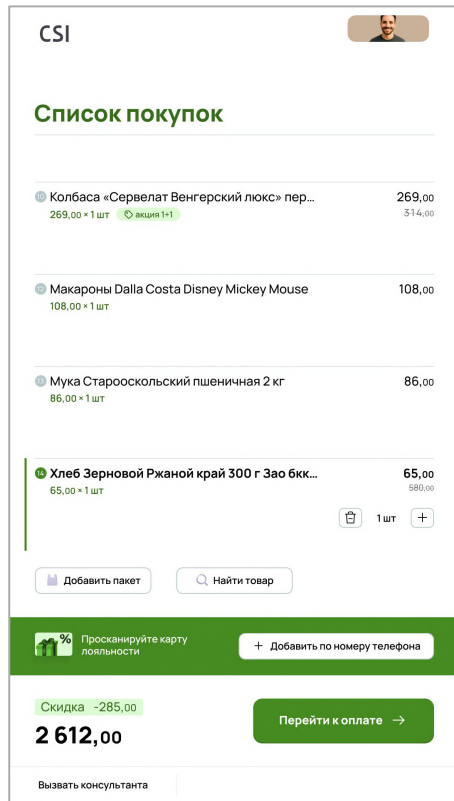 CSI
Список покупок
Колбаса «Сервелат Венгерский люкс» пер... 269,00
269,00 × 1 шт акция 1+1 314,00
Макароны Dalla Costa Disney Mickey Mouse 108,00
108,00 × 1 шт
Мука Старооскольский пшеничная 2 кг 86,00
86,00 × 1 шт
14 Хлеб Зерновой Ржаной край 300 г Зао бкк... 65,00
65,00 × 1 шт 580,00
1 шт +
Добавить пакет Найти товар
% Просканируйте карту
лояльности
+ Добавить по номеру телефона
Скидка -285,00
2 612,00
Перейти к оплате →
Вызвать консультанта